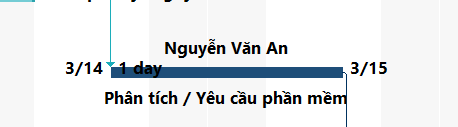 Nguyễn Văn An
3/14 1 day 3/15
Phân tích / Yêu cầu phần mềm